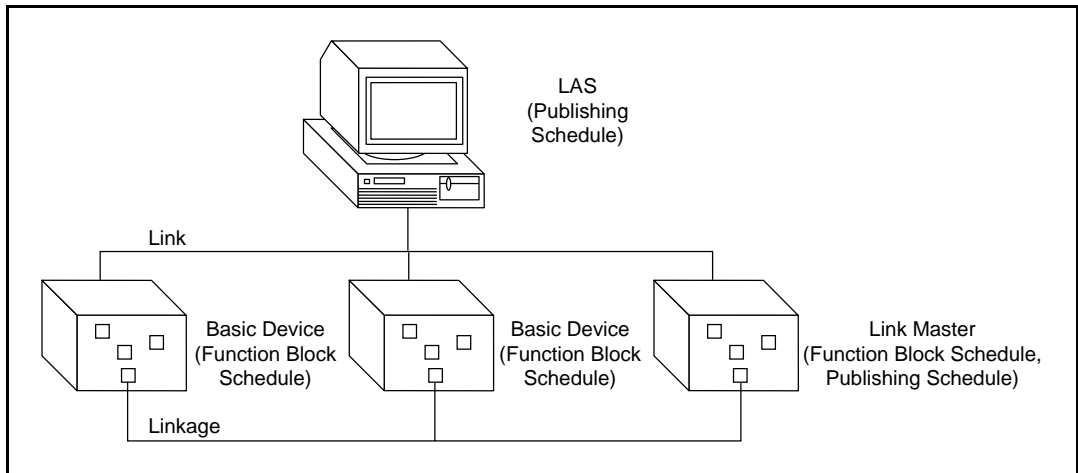 LAS
(Publishing
Schedule)
Link
Basic Device
(Function Block
Schedule)
Basic Device
(Function Block
Schedule)
Link Master
(Function Block Schedule,
Publishing Schedule)
Linkage